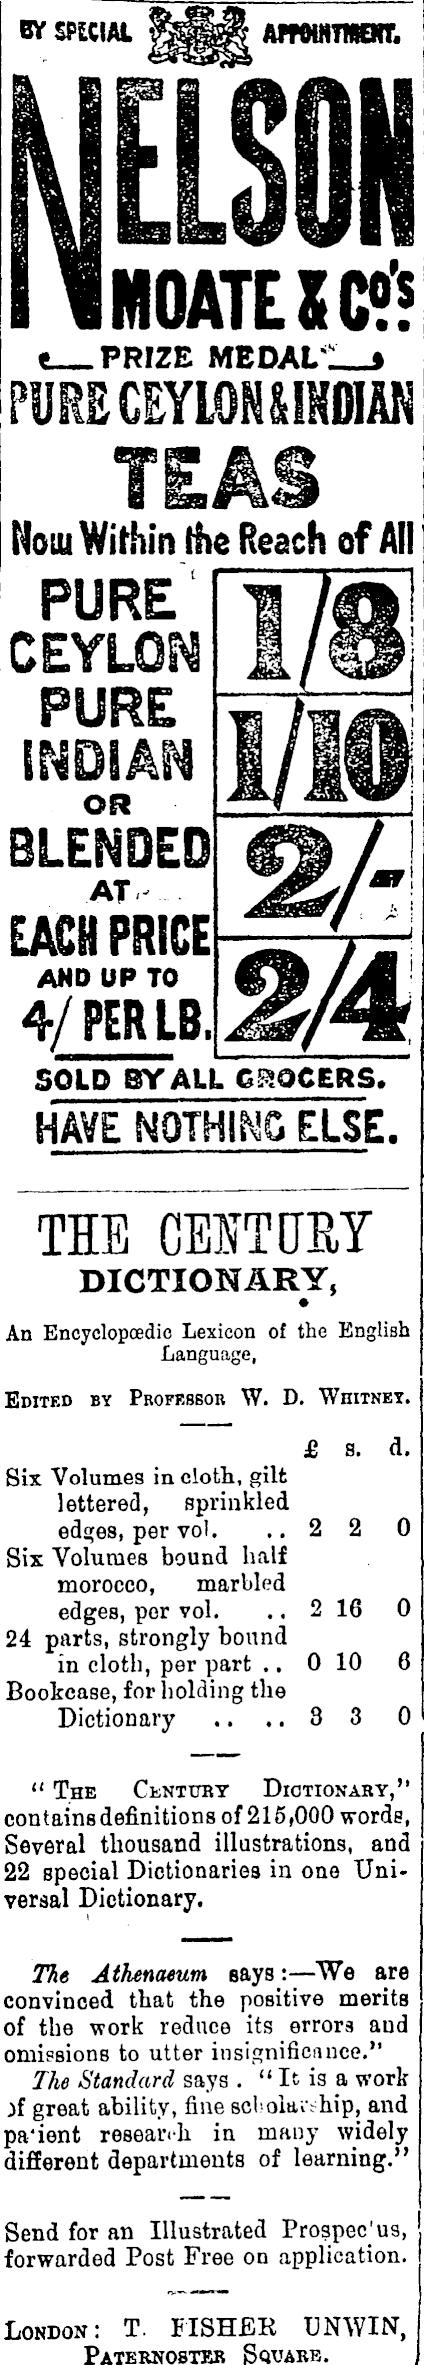 BY SPECIAL APPOINTMENT.
NELSON
MOATE & Co's.
PRIZE MEDAL
PURE CEYLON & INDIAN
TEAS
Now Within the Reach of All
PURE
CEYLON
PURE
INDIAN
OR
BLENDED
AT
EACH PRICE
AND UP TO
4/ PER LB.
1/8
1/10
2/-
2/4
SOLD BY ALL GROCERS.
HAVE NOTHING ELSE.
THE CENTURY
DICTIONARY,
An Encyclopœdic Lexicon of the English
Language,
EDITED BY PROFESSOR W. D. WHITNEY.
£ s. d.
Six Volumes in cloth, gilt
lettered, sprinkled
edges, per vol. .. 2 2 0
Six Volumes bound half
morocco, marbled
edges, per vol. .. 2 16 0
24 parts, strongly bound
in cloth, per part .. 0 10 6
Bookcase, for holding the
Dictionary .. .. 3 3 0
"THE CENTURY DICTIONARY,"
contains definitions of 215,000 words,
Several thousand illustrations, and
22 special Dictionaries in one Uni-
versal Dictionary.
The Athenaeum says:—We are
convinced that the positive merits
of the work reduce its errors and
omissions to utter insignificance."
The Standard says. "It is a work
of great ability, fine scholarship, and
patient research in many widely
different departments of learning."
Send for an Illustrated Prospec'us,
forwarded Post Free on application.
LONDON: T. FISHER UNWIN,
PATERNOSTER SQUARE.